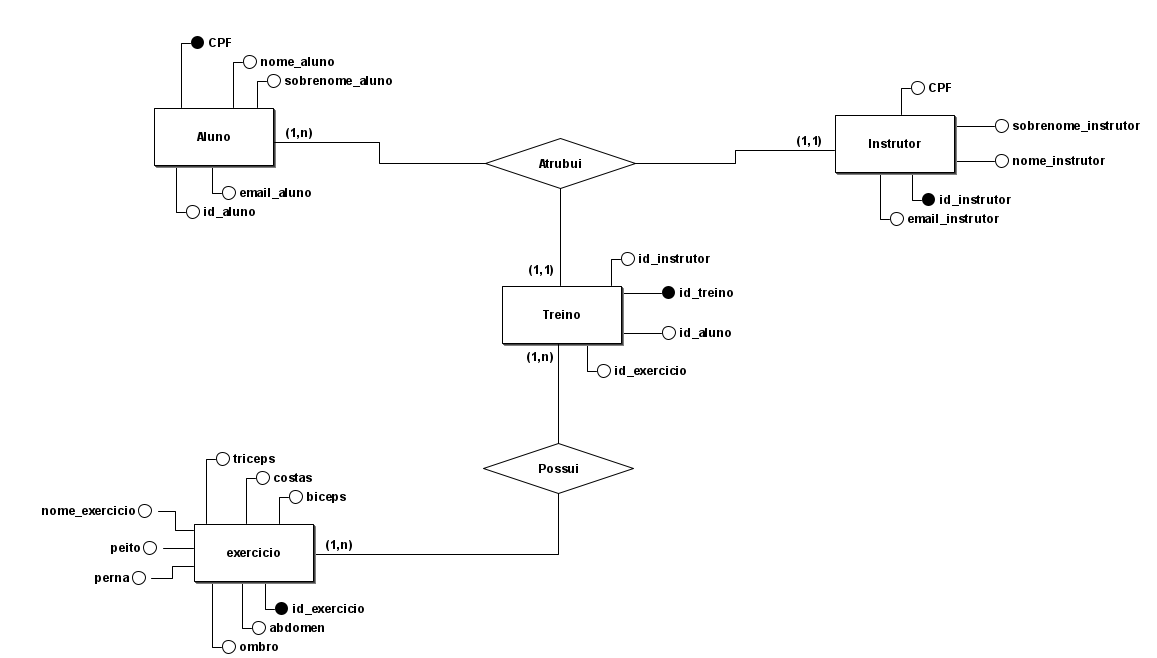 CPF
nome_aluno
sobrenome_aluno
Aluno
(1,n)
email_aluno
id_aluno
Atrubui
CPF
(1,1)
Instrutor
sobrenome_instrutor
nome_instrutor
id_instrutor
email_instrutor
(1,1)
id_instrutor
Treino
id_treino
id_aluno
(1,n)
id_exercicio
Possui
triceps
costas
biceps
nome_exercicio
peito
perna
exercicio
(1,n)
id_exercicio
abdomen
ombro